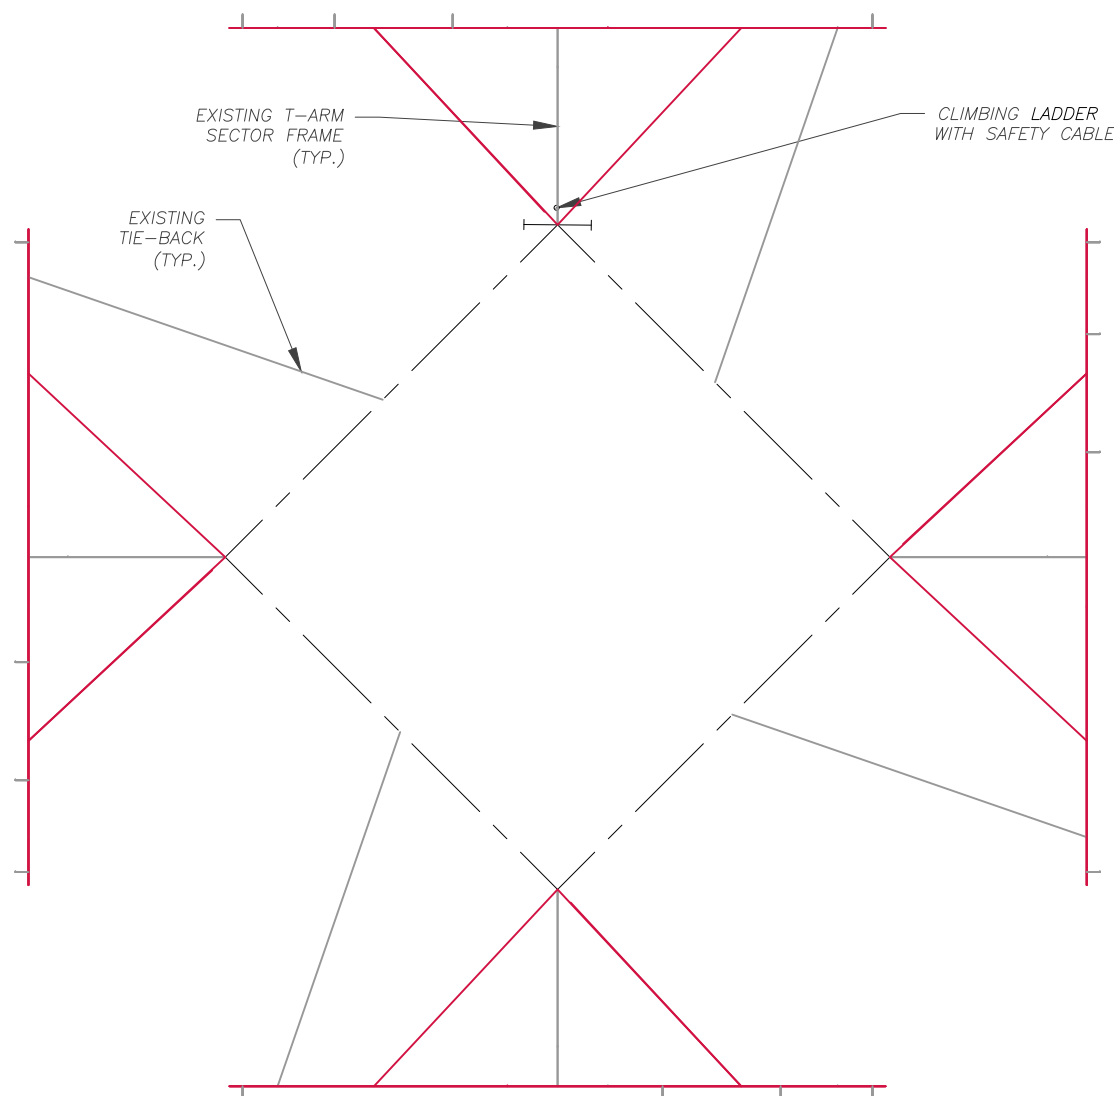 EXISTING T-ARM
SECTOR FRAME
(TYP.)
CLIMBING LADDER
WITH SAFETY CABLE
EXISTING
TIE-BACK
(TYP.)